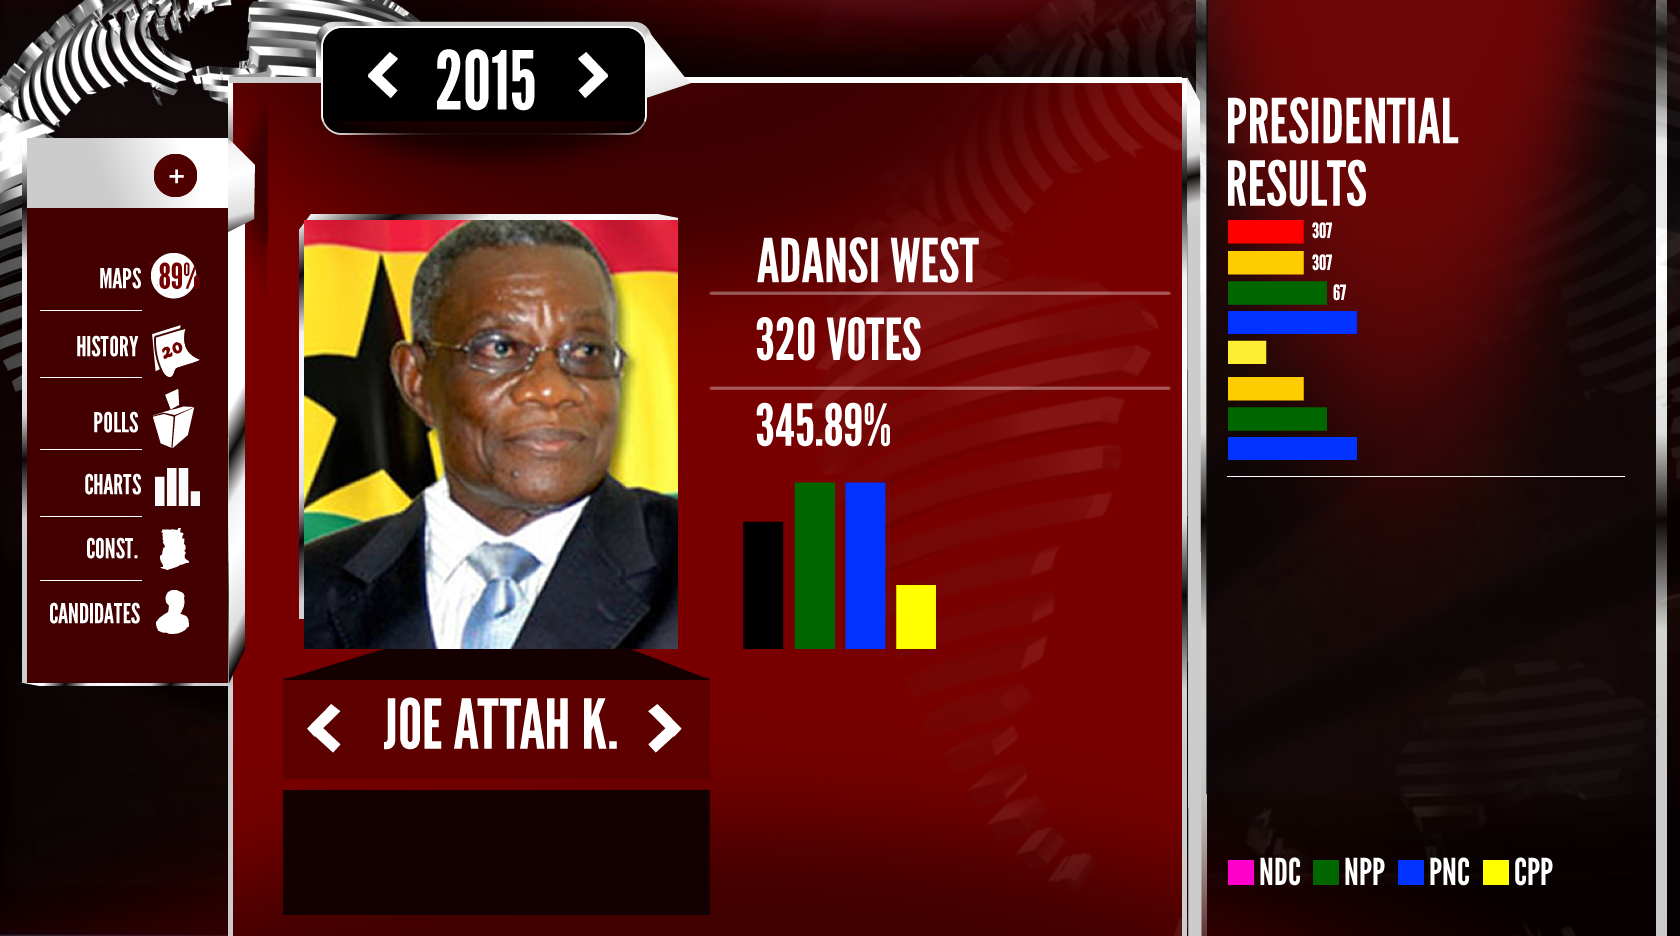 2015
+
MAPS 89%
HISTORY 20
POLLS
CHARTS
CONST.
CANDIDATES
ADANSI WEST
320 VOTES
345.89%
JOE ATTAH K.
PRESIDENTIAL
RESULTS
307
307
67
NDC NPP PNC CPP